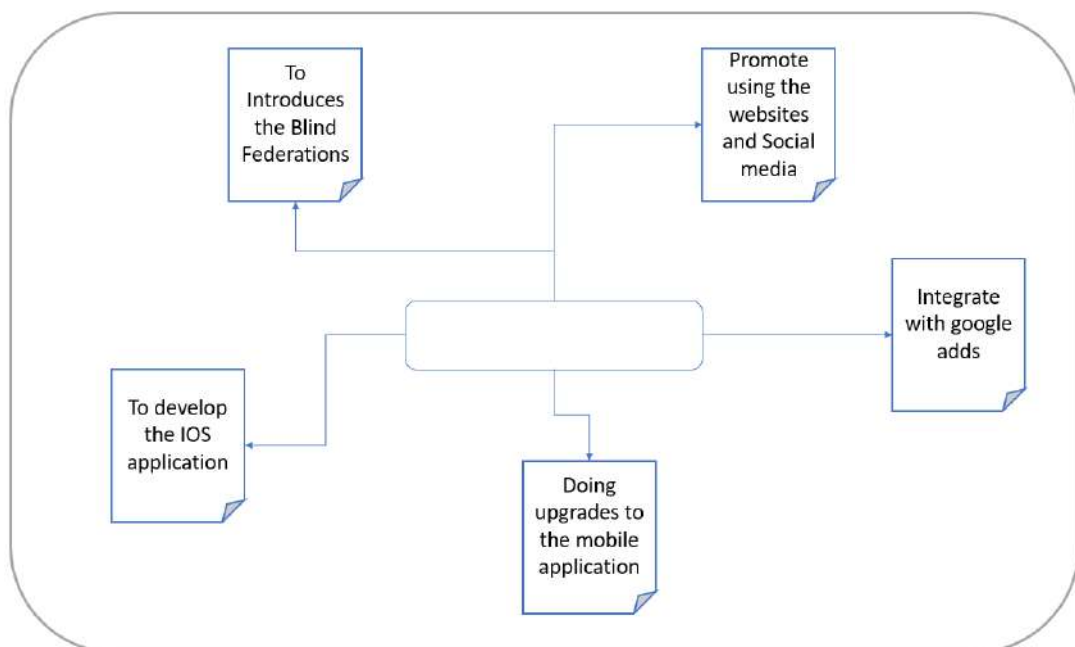 To
Introduces
the Blind
Federations
Promote
using the
websites
and Social
media
Integrate
with google
adds
To develop
the IOS
application
Doing
upgrades to
the mobile
application